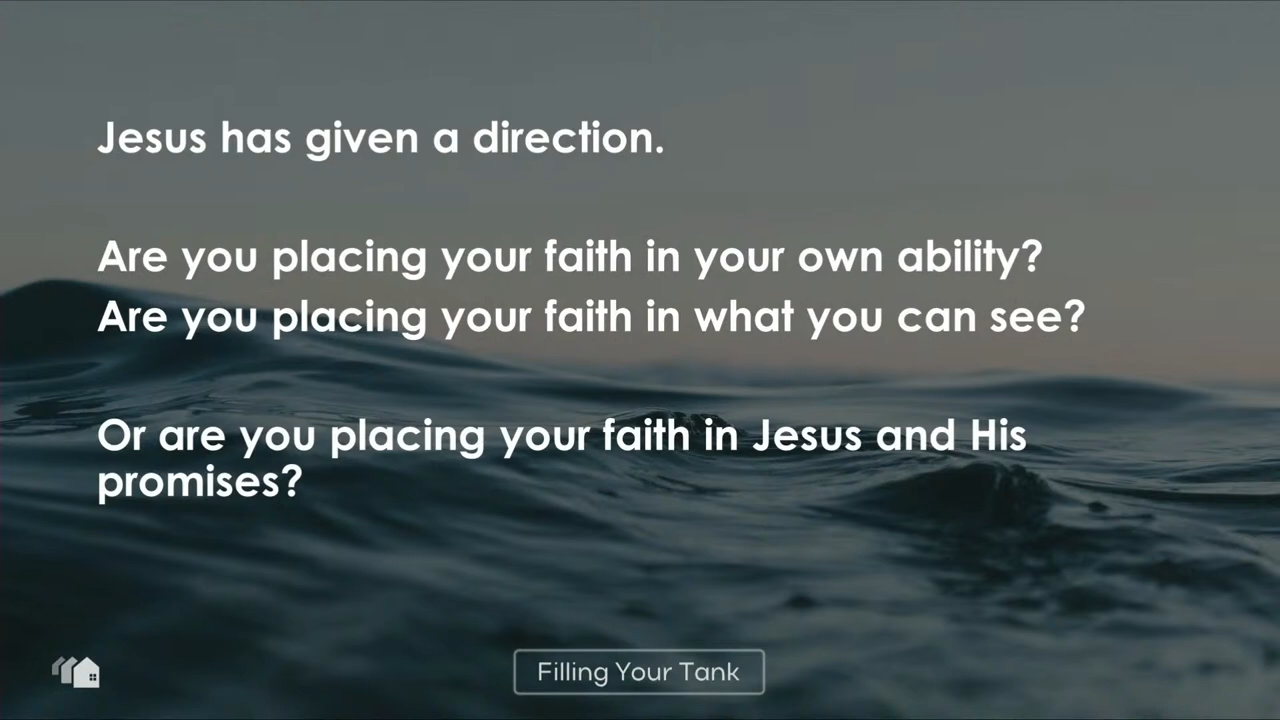 Jesus has given a direction.
Are you placing your faith in your own ability?
Are you placing your faith in what you can see?
Or are you placing your faith in Jesus and His
promises?
Filling Your Tank